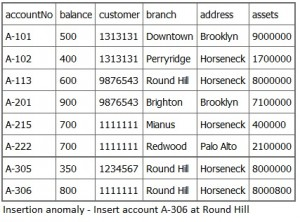 accountNo balance customer branch address assets
A-101 500 1313131 Downtown Brooklyn 9000000
A-102 400 1313131 Perryridge Horseneck 1700000
A-113 600 9876543 Round Hill Horseneck 8000000
A-201 900 9876543 Brighton Brooklyn 7100000
A-215 700 1111111 Mianus Horseneck 400000
A-222 700 1111111 Redwood Palo Alto 2100000
A-305 350 1234567 Round Hill Horseneck 8000000
A-306 800 1111111 Round Hill Horseneck 8000800
Insertion anomaly - Insert account A-306 at Round Hill